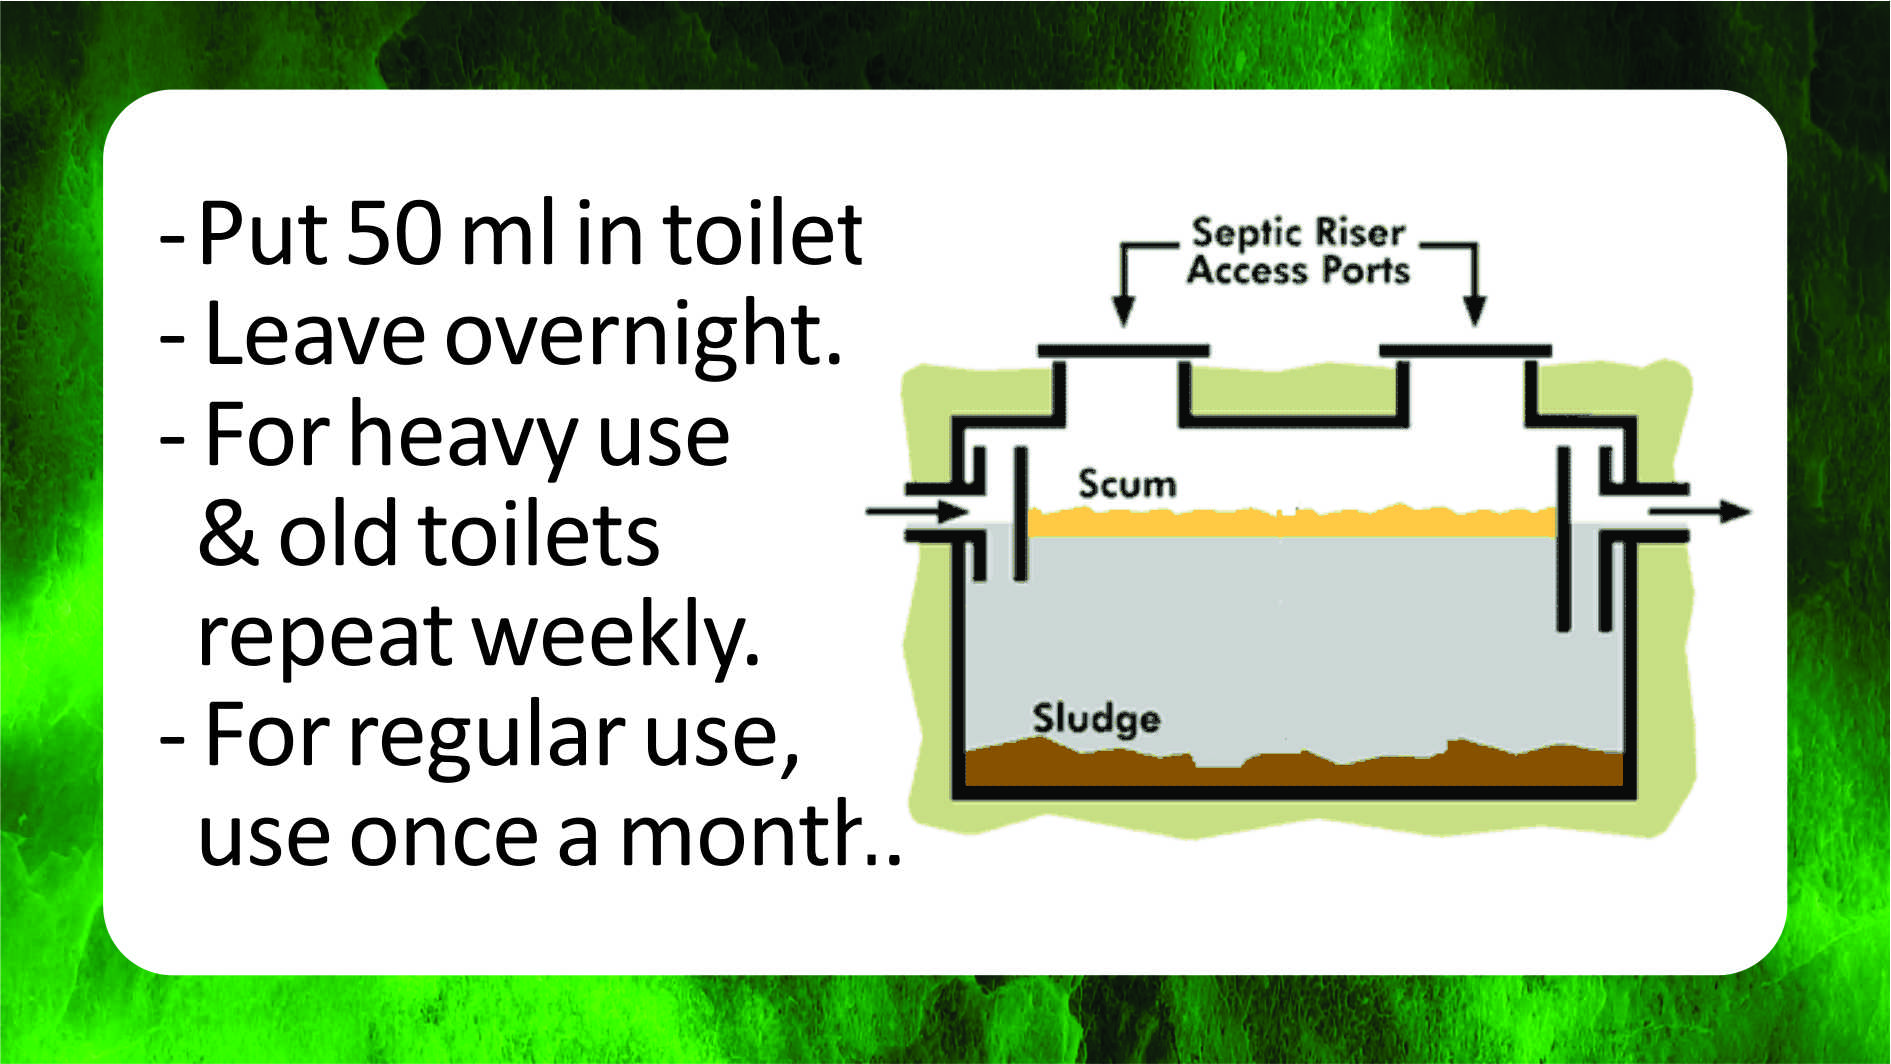 - Put 50 ml in toilet
- Leave overnight.
- For heavy use
& old toilets
repeat weekly.
- For regular use,
use once a month..
Septic Riser
Access Ports
Scum
Sludge